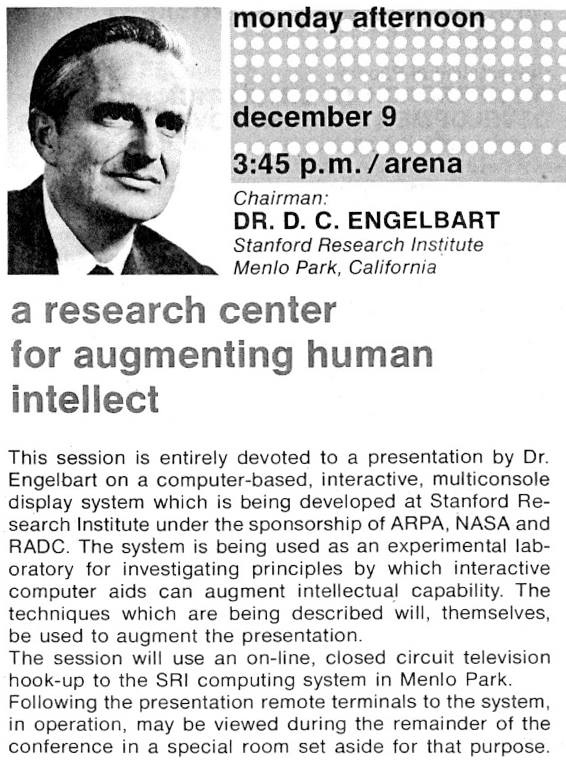 monday afternoon
december 9
3:45 p.m. / arena
Chairman:
DR. D. C. ENGELBART
Stanford Research Institute
Menlo Park, California
a research center
for augmenting human
intellect
This session is entirely devoted to a presentation by Dr.
Engelbart on a computer-based, interactive, multiconsole
display system which is being developed at Stanford Re-
search Institute under the sponsorship of ARPA, NASA and
RADC. The system is being used as an experimental lab-
oratory for investigating principles by which interactive
computer aids can augment intellectual capability. The
techniques which are being described will, themselves,
be used to augment the presentation.
The session will use an on-line, closed circuit television
hook-up to the SRI computing system in Menlo Park.
Following the presentation remote terminals to the system,
in operation, may be viewed during the remainder of the
conference in a special room set aside for that purpose.